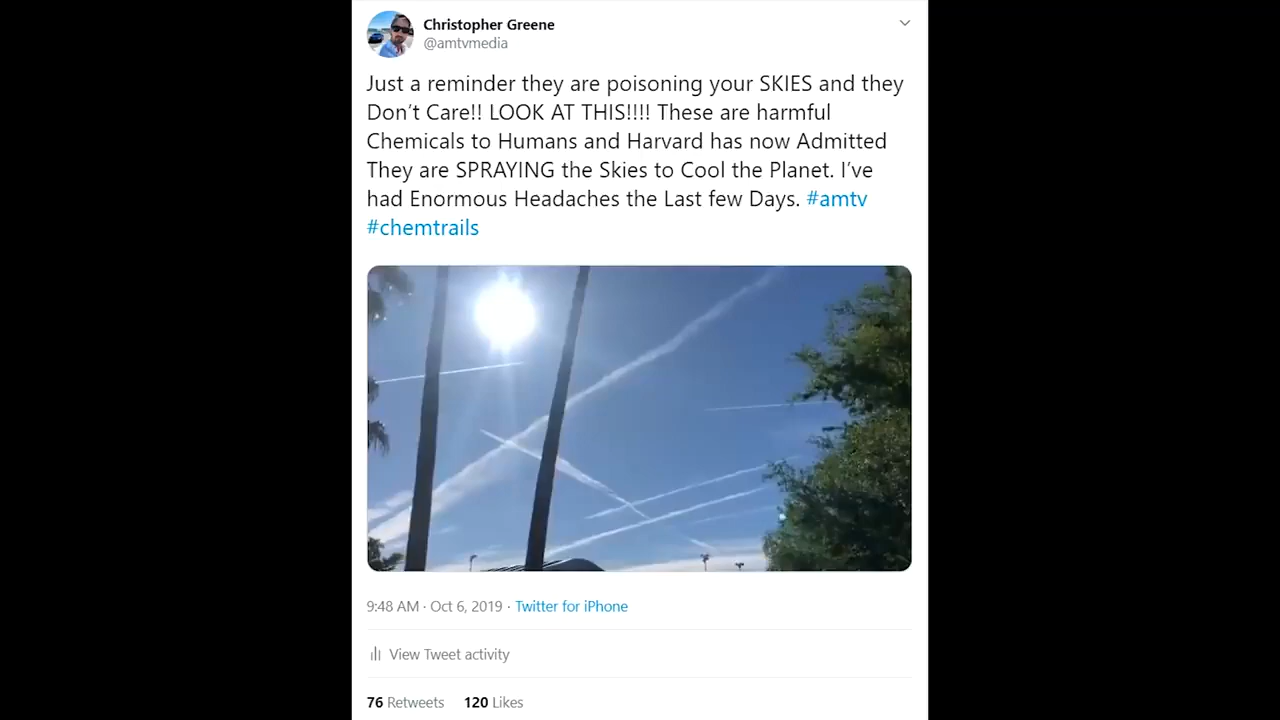 Christopher Greene
@amtvmedia
Just a reminder they are poisoning your SKIES and they
Don't Care!! LOOK AT THIS!!!! These are harmful
Chemicals to Humans and Harvard has now Admitted
They are SPRAYING the Skies to Cool the Planet. I've
had Enormous Headaches the Last few Days. #amtv
#chemtrails
9:48 AM · Oct 6, 2019 · Twitter for iPhone
View Tweet activity
76 Retweets 120 Likes